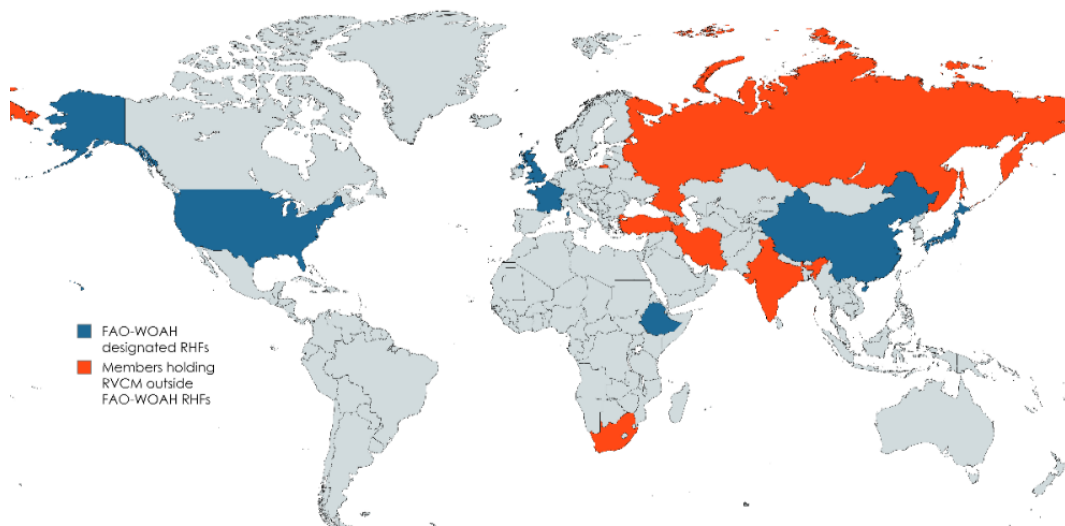 FAO-WOAH
designated RHFs
Members holding
RVCM outside
FAO-WOAH RHFs